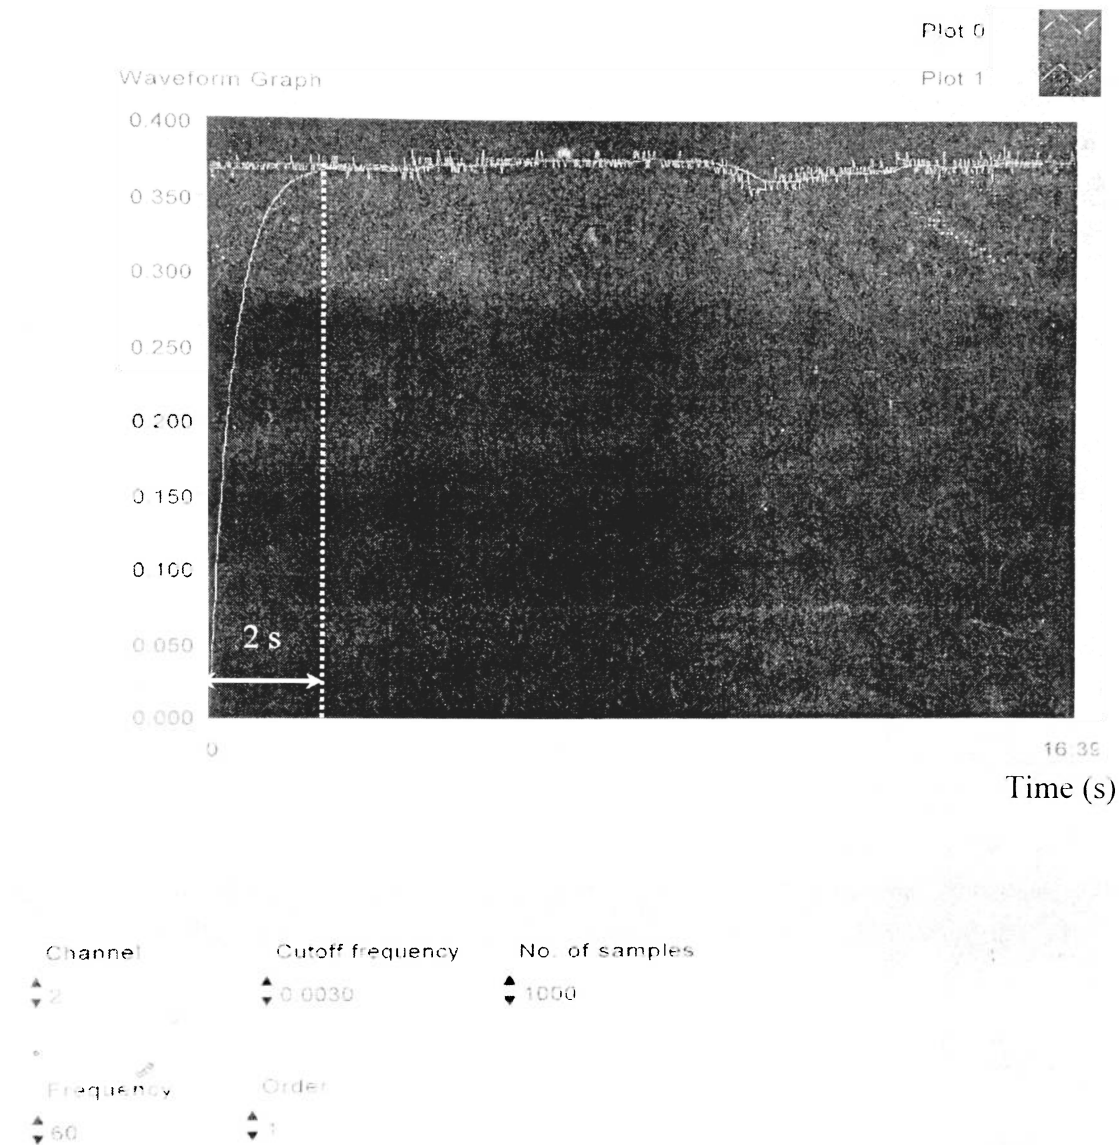 Plot 0
Waveform Graph
Plot 1
0.400
0.350
0.300
0.250
0.200
0.150
0.100
0.050
0.000
2 s
0
16.39
Time (s)
Channel
Cutoff frequency
No. of samples
2
0.0030
1000
Frequency
Order
60
1